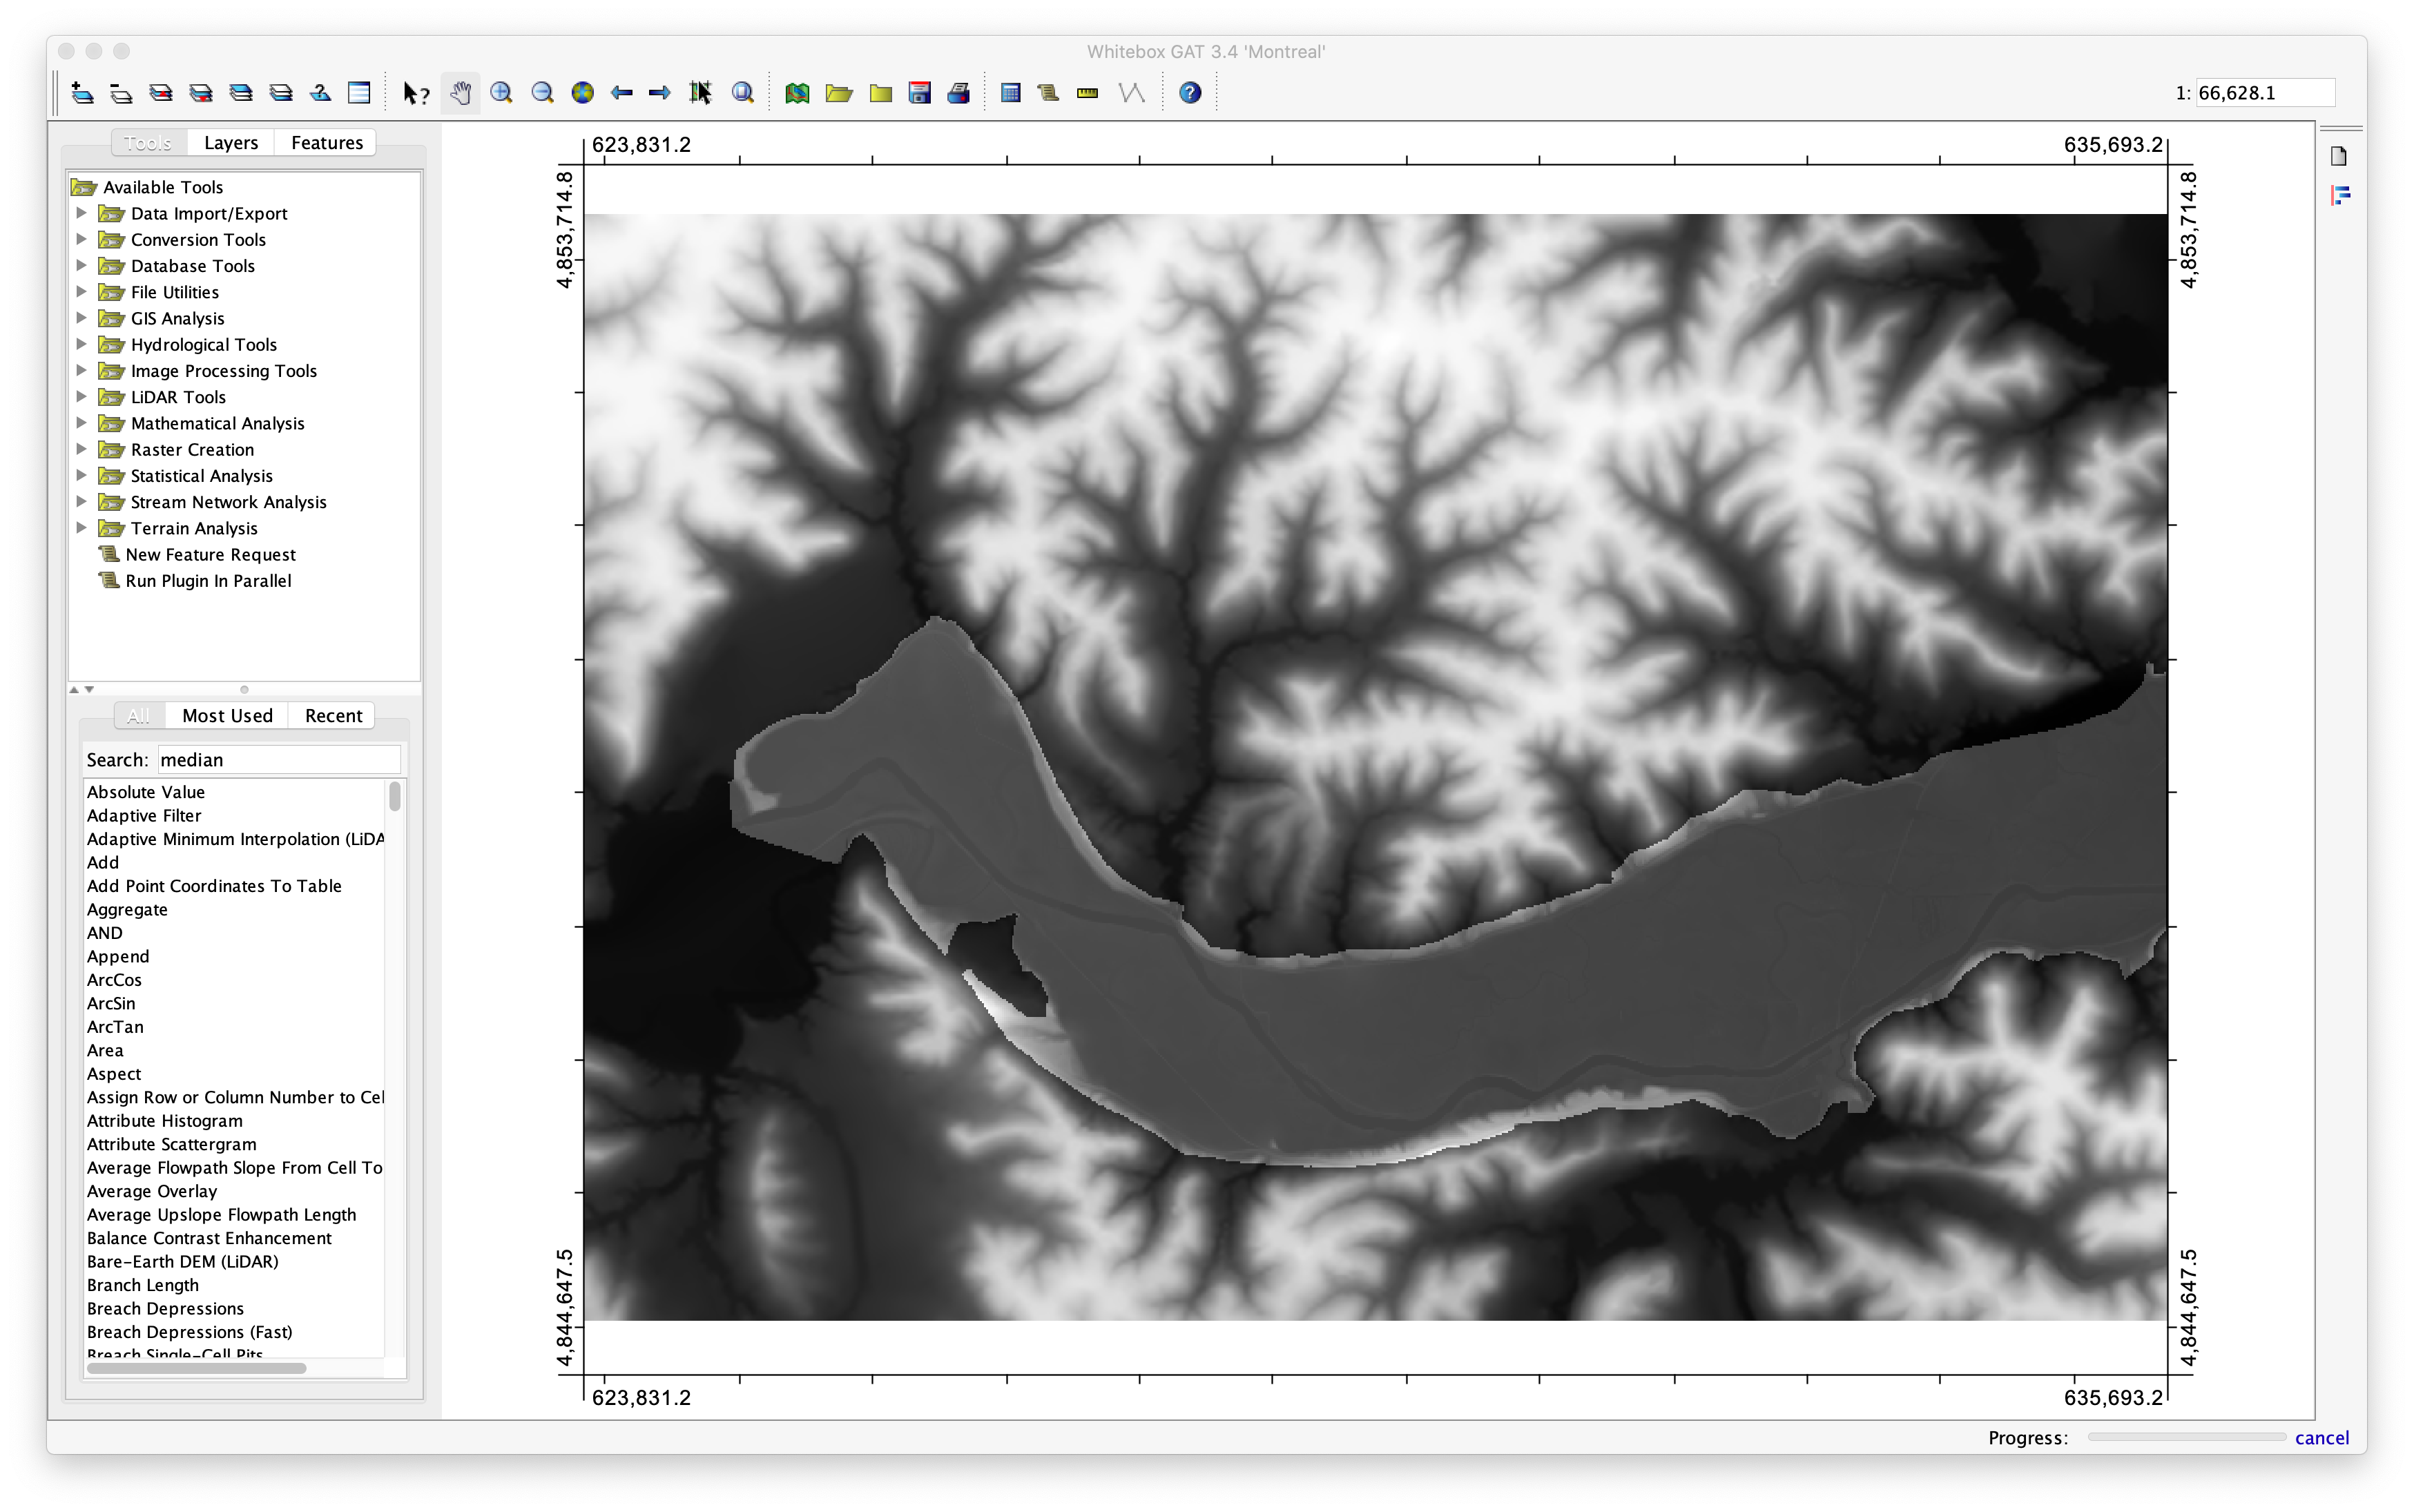 Whitebox GAT 3.4 'Montreal'
1: 66,628.1
Tools Layers Features
Available Tools
Data Import/Export
Conversion Tools
Database Tools
File Utilities
GIS Analysis
Hydrological Tools
Image Processing Tools
LiDAR Tools
Mathematical Analysis
Raster Creation
Statistical Analysis
Stream Network Analysis
Terrain Analysis
New Feature Request
Run Plugin In Parallel
All Most Used Recent
Search: median
Absolute Value
Adaptive Filter
Adaptive Minimum Interpolation (LiDA
Add
Add Point Coordinates To Table
Aggregate
AND
Append
ArcCos
ArcSin
ArcTan
Area
Aspect
Assign Row or Column Number to Cel
Attribute Histogram
Attribute Scattergram
Average Flowpath Slope From Cell To
Average Overlay
Average Upslope Flowpath Length
Balance Contrast Enhancement
Bare-Earth DEM (LiDAR)
Branch Length
Breach Depressions
Breach Depressions (Fast)
Breach Single-Cell Pits
623,831.2 635,693.2
4,853,714.8 4,853,714.8
4,844,647.5 4,844,647.5
623,831.2 635,693.2
Progress: cancel